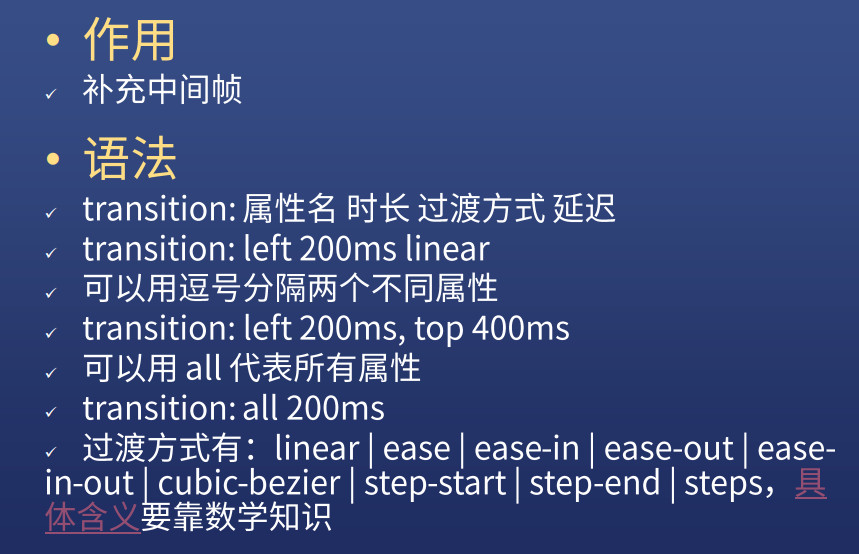 • 作用
✓ 补充中间帧
• 语法
✓ transition: 属性名 时长 过渡方式 延迟
✓ transition: left 200ms linear
✓ 可以用逗号分隔两个不同属性
✓ transition: left 200ms, top 400ms
✓ 可以用 all 代表所有属性
✓ transition: all 200ms
✓ 过渡方式有：linear | ease | ease-in | ease-out | ease-
in-out | cubic-bezier | step-start | step-end | steps，具
体含义要靠数学知识